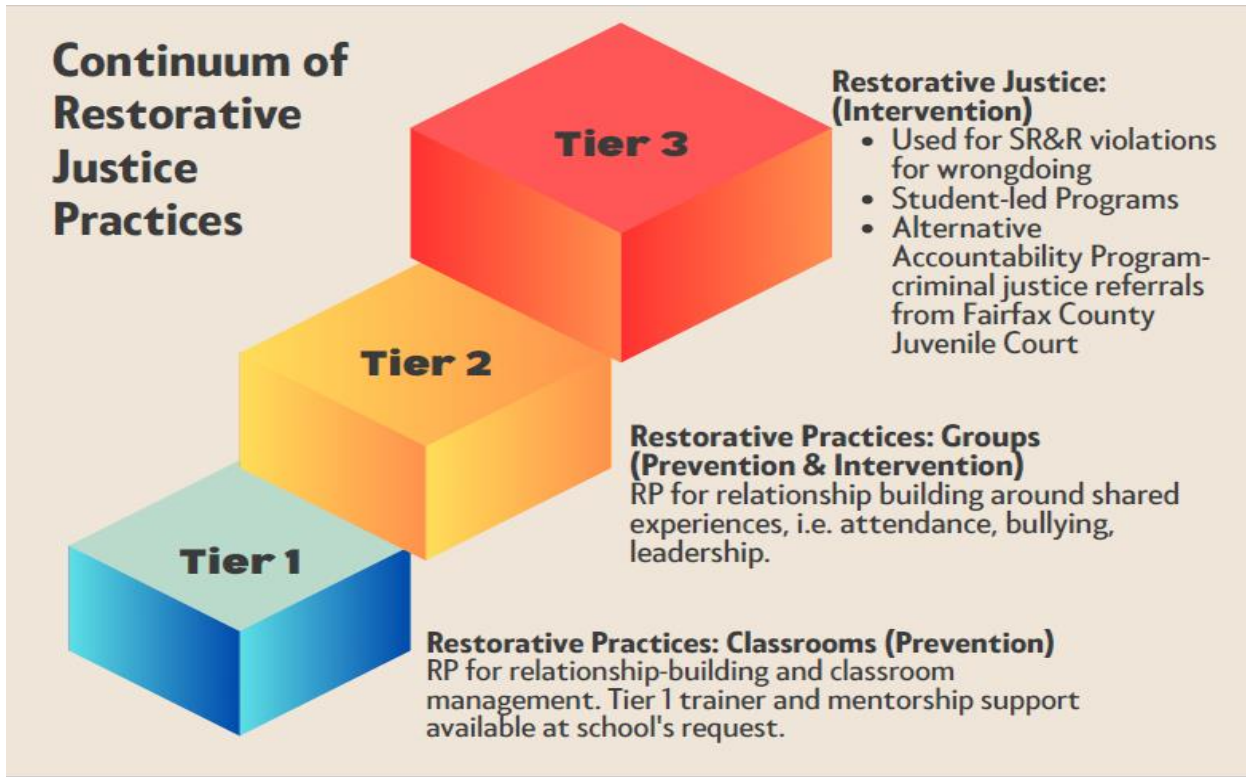 Continuum of
Restorative
Justice
Practices
Tier 3
Restorative Justice:
(Intervention)
• Used for SR&R violations
for wrongdoing
• Student-led Programs
• Alternative
Accountability Program-
criminal justice referrals
from Fairfax County
Juvenile Court
Tier 2
Restorative Practices: Groups
(Prevention & Intervention)
RP for relationship building around shared
experiences, i.e. attendance, bullying,
leadership.
Tier 1
Restorative Practices: Classrooms (Prevention)
RP for relationship-building and classroom
management. Tier 1 trainer and mentorship support
available at school's request.